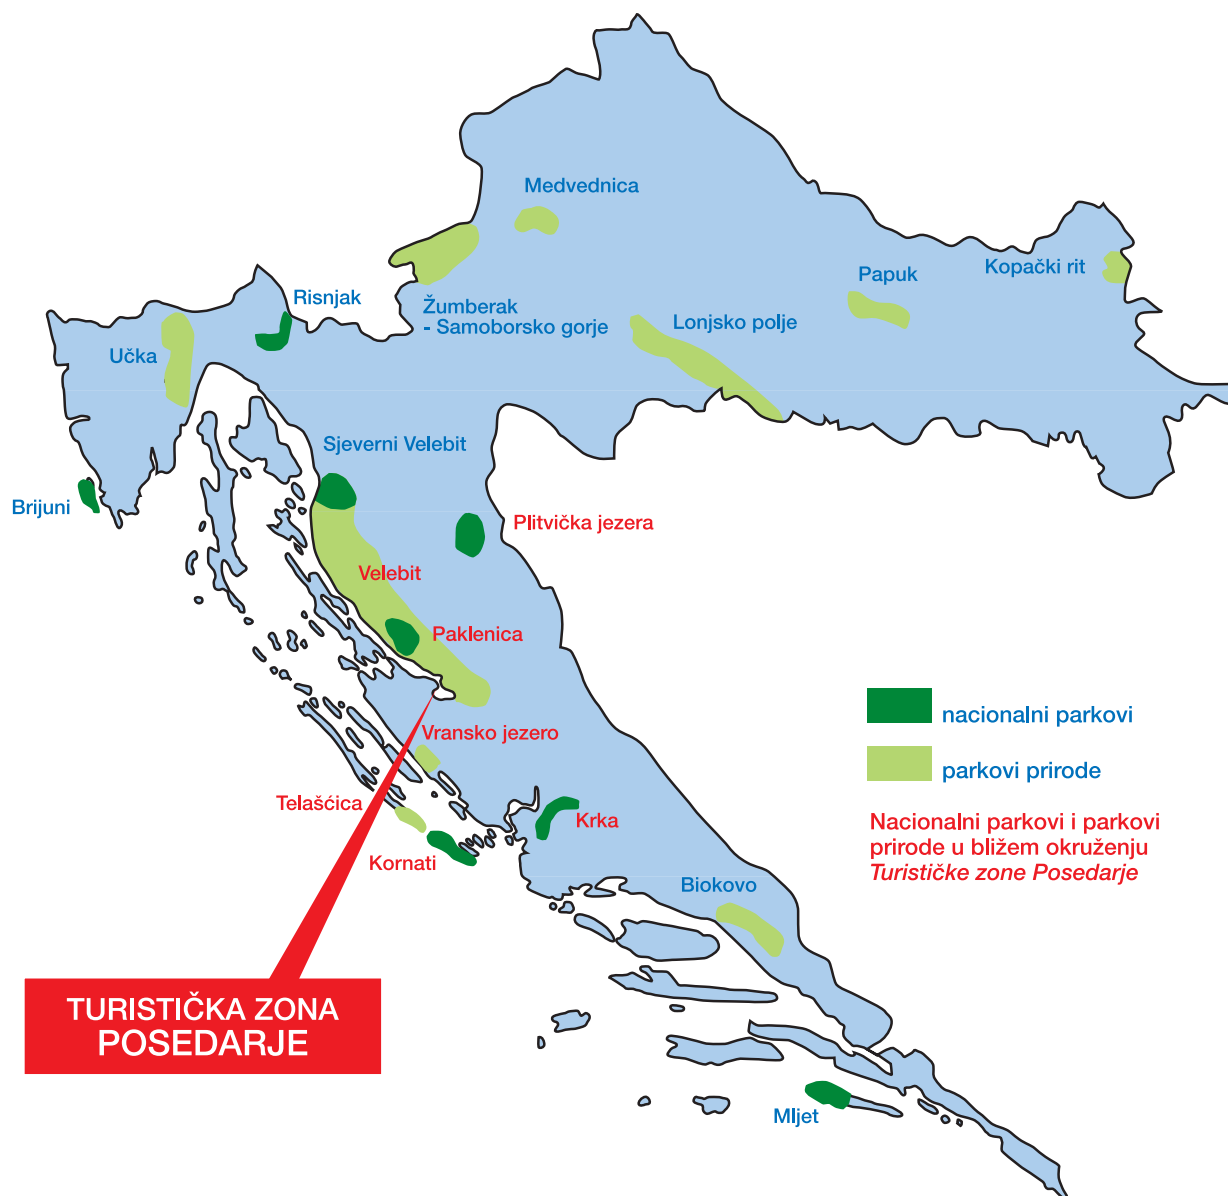 Medvednica
Kopački rit
Papuk
Risnjak
Žumberak
- Samoborsko gorje
Lonjsko polje
Učka
Sjeverni Velebit
Brijuni
Plitvička jezera
Velebit
Paklenica
nacionalni parkovi
Vransko jezero
parkovi prirode
Telašćica
Krka
Nacionalni parkovi i parkovi
prirode u bližem okruženju
Turističke zone Posedarje
Kornati
Biokovo
TURISTIČKA ZONA
POSEDARJE
Mljet